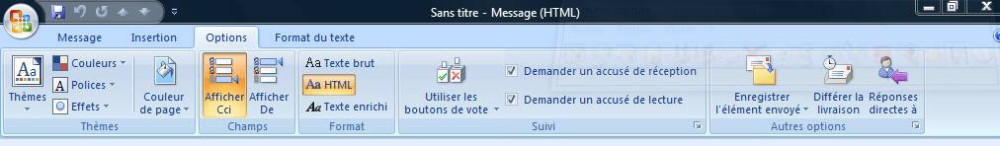 Sans titre - Message (HTML)
Message Insertion Options Format du texte
Aa Thèmes
Couleurs
A Polices
Effets
Couleur de page
Thèmes
Afficher Cci
Afficher De
Champs
Aa Texte brut
Aa HTML
Aa Texte enrichi
Format
Utiliser les
boutons de vote
Demander un accusé de réception
Demander un accusé de lecture
Suivi
Enregistrer
l'élément envoyé
Différer la
livraison
Réponses
directes à
Autres options